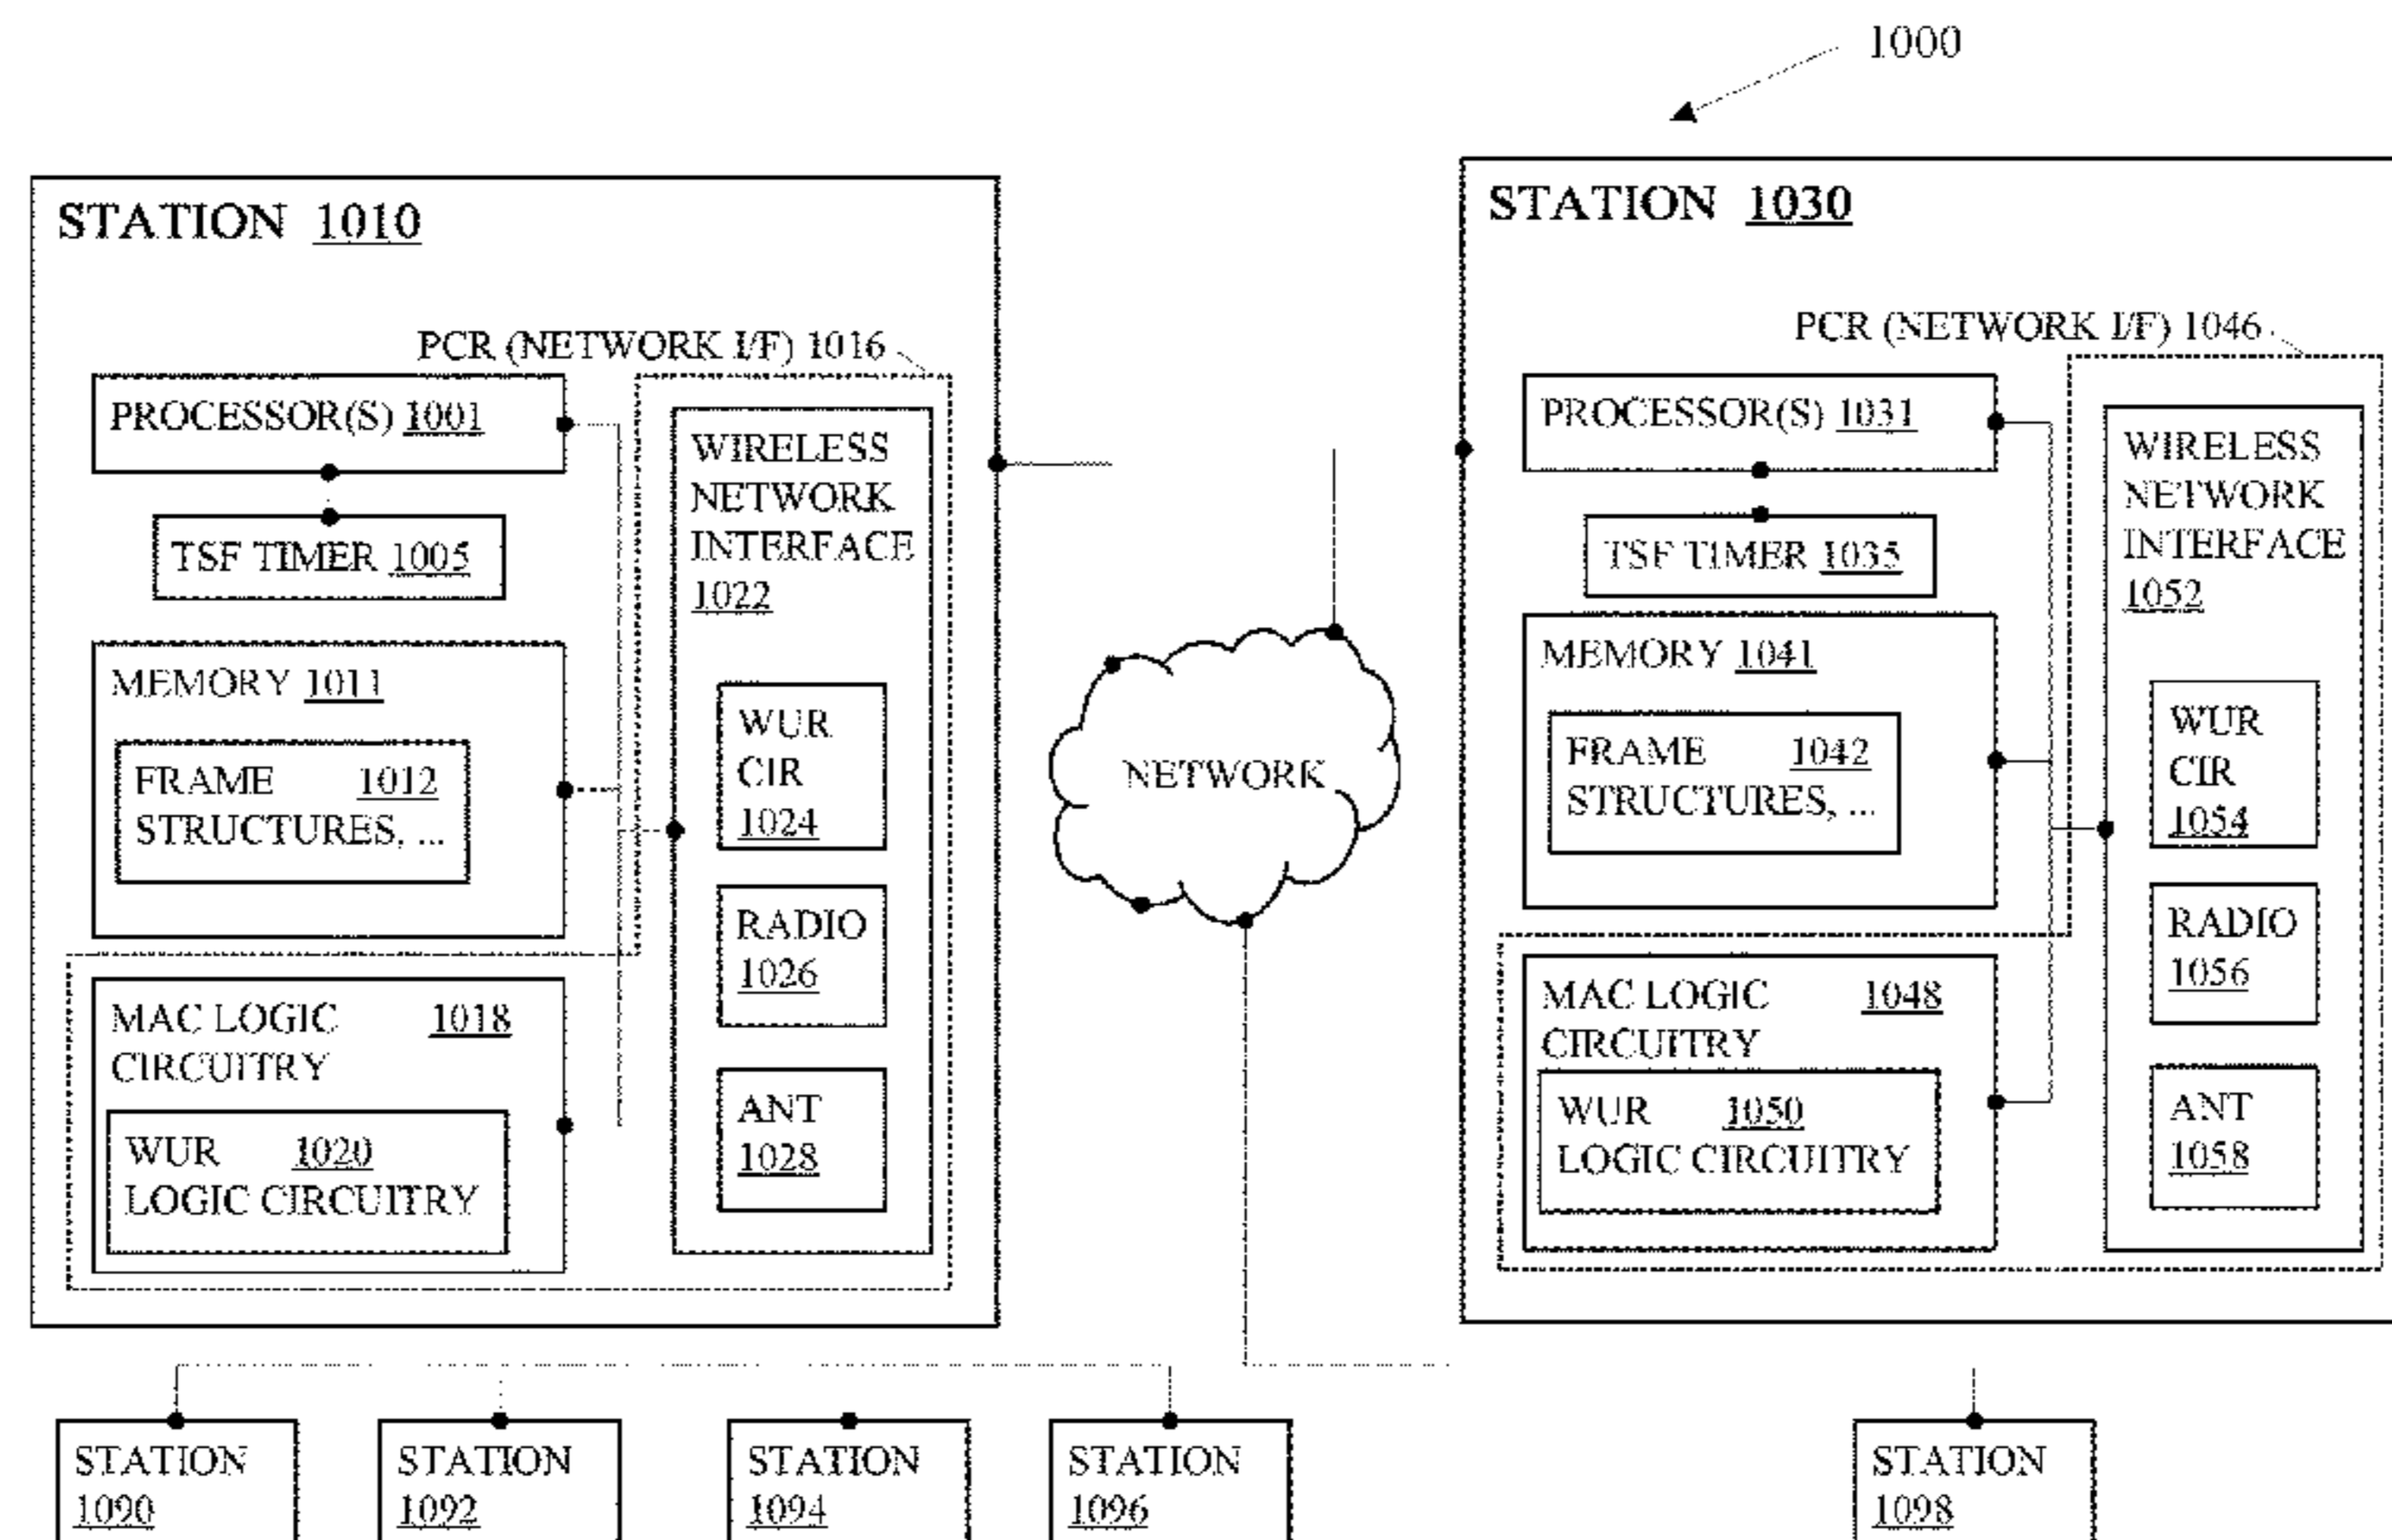 1000
STATION 1010
PCR (NETWORK I/F) 1016
PROCESSOR(S) 1001
TSF TIMER 1005
MEMORY 1011
FRAME 1012
STRUCTURES, ...
MAC LOGIC 1018
CIRCUITRY
WUR 1020
LOGIC CIRCUITRY
WIRELESS
NETWORK
INTERFACE
1022
WUR
CIR
1024
RADIO
1026
ANT
1028
NETWORK
STATION 1030
PCR (NETWORK I/F) 1046
PROCESSOR(S) 1031
TSF TIMER 1035
MEMORY 1041
FRAME 1042
STRUCTURES, ...
MAC LOGIC 1048
CIRCUITRY
WUR 1050
LOGIC CIRCUITRY
WIRELESS
NETWORK
INTERFACE
1052
WUR
CIR
1054
RADIO
1056
ANT
1058
STATION
1090
STATION
1092
STATION
1094
STATION
1096
STATION
1098